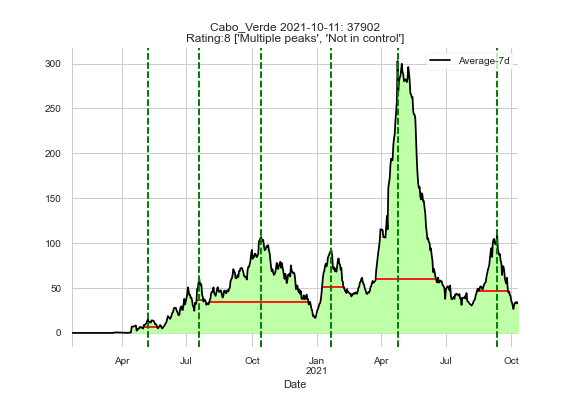 Cabo_Verde 2021-10-11: 37902
Rating:8 ['Multiple peaks', 'Not in control']
Average-7d
300
250
200
150
100
50
0
Apr Jul Oct Jan Apr Jul Oct
2021
Date